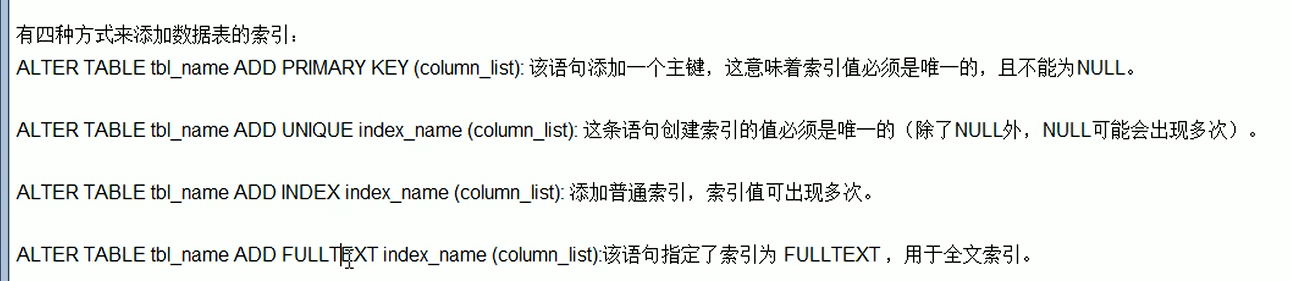 有四种方式来添加数据表的索引：
ALTER TABLE tbl_name ADD PRIMARY KEY (column_list): 该语句添加一个主键，这意味着索引值必须是唯一的，且不能为NULL。
ALTER TABLE tbl_name ADD UNIQUE index_name (column_list): 这条语句创建索引的值必须是唯一的（除了NULL外，NULL可能会出现多次）。
ALTER TABLE tbl_name ADD INDEX index_name (column_list): 添加普通索引，索引值可出现多次。
ALTER TABLE tbl_name ADD FULLTEXT index_name (column_list):该语句指定了索引为 FULLTEXT ，用于全文索引。